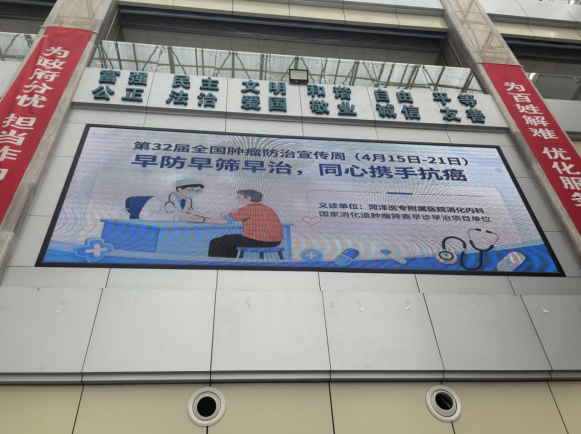 为政府分忧 担当作
为百姓解难 优化服务
富强 民主 文明 和谐 自由 平等
公正 法治 爱国 敬业 诚信 友善
第32届全国肿瘤防治宣传周（4月15日-21日）
早防早筛早治，同心携手抗癌
义诊单位：菏泽医专附属医院消化内科
国家消化道肿瘤筛查早诊早治项目单位